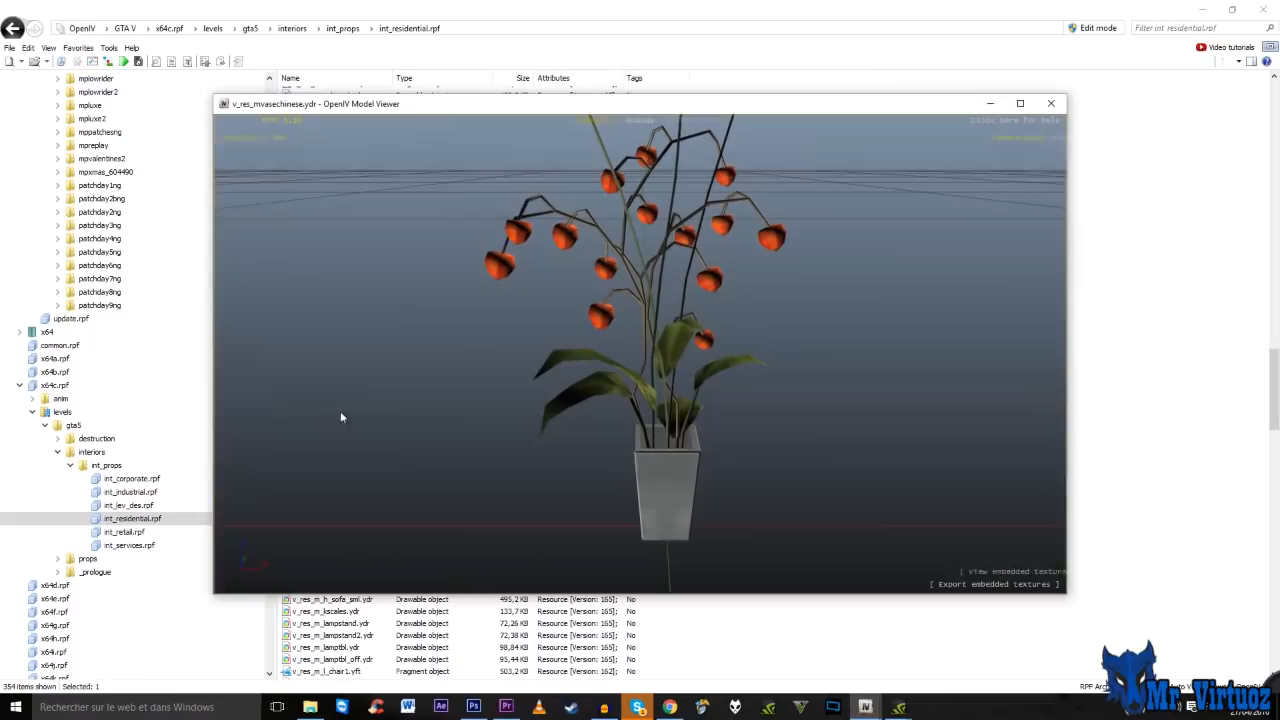 OpenIV GTA V x64c.rpf levels gta5 interiors int_props int_residential.rpf Edit mode Filter int_residential.rpf
File Edit View Favorites Tools Help Video tutorials
mplowrider Name Type Size Attributes Tags
mplowrider2
v_res_mvasechinese.ydr - OpenIV Model Viewer
mpluxe
Click here for help
mpluxe2
mppatchesng
mpreplay
mpvalentines2
mpxmas_604490
patchday1ng
patchday2bng
patchday2ng
patchday3ng
patchday4ng
patchday5ng
patchday6ng
patchday7ng
patchday8ng
patchday9ng
update.rpf
x64
common.rpf
x64a.rpf
x64b.rpf
x64c.rpf
anim
levels
gta5
destruction
interiors
int_props
int_corporate.rpf
int_industrial.rpf
int_lev_des.rpf
int_residential.rpf
int_retail.rpf
int_services.rpf
props
_prologue
[ View embedded textur
[ Export embedded textures ]
x64d.rpf
x64e.rpf v_res_m_h_sofa_sml.ydr Drawable object 495,2 KB Resource [Version: 165]; No
x64f.rpf v_res_m_kscales.ydr Drawable object 133,7 KB Resource [Version: 165]; No
x64g.rpf v_res_m_lampstand.ydr Drawable object 72,26 KB Resource [Version: 165]; No
x64h.rpf v_res_m_lampstand2.ydr Drawable object 72,38 KB Resource [Version: 165]; No
x64i.rpf v_res_m_lamptbl.ydr Drawable object 98,84 KB Resource [Version: 165]; No
x64j.rpf v_res_m_lamptbl_off.ydr Drawable object 95,44 KB Resource [Version: 165]; No
v_res_m_l_chair1.yft Fragment object 503,2 KB Resource [Version: 162]; No
354 items shown Selected: 1 RPF Arc
Mr Virtuoz
Rechercher sur le web et dans Windows